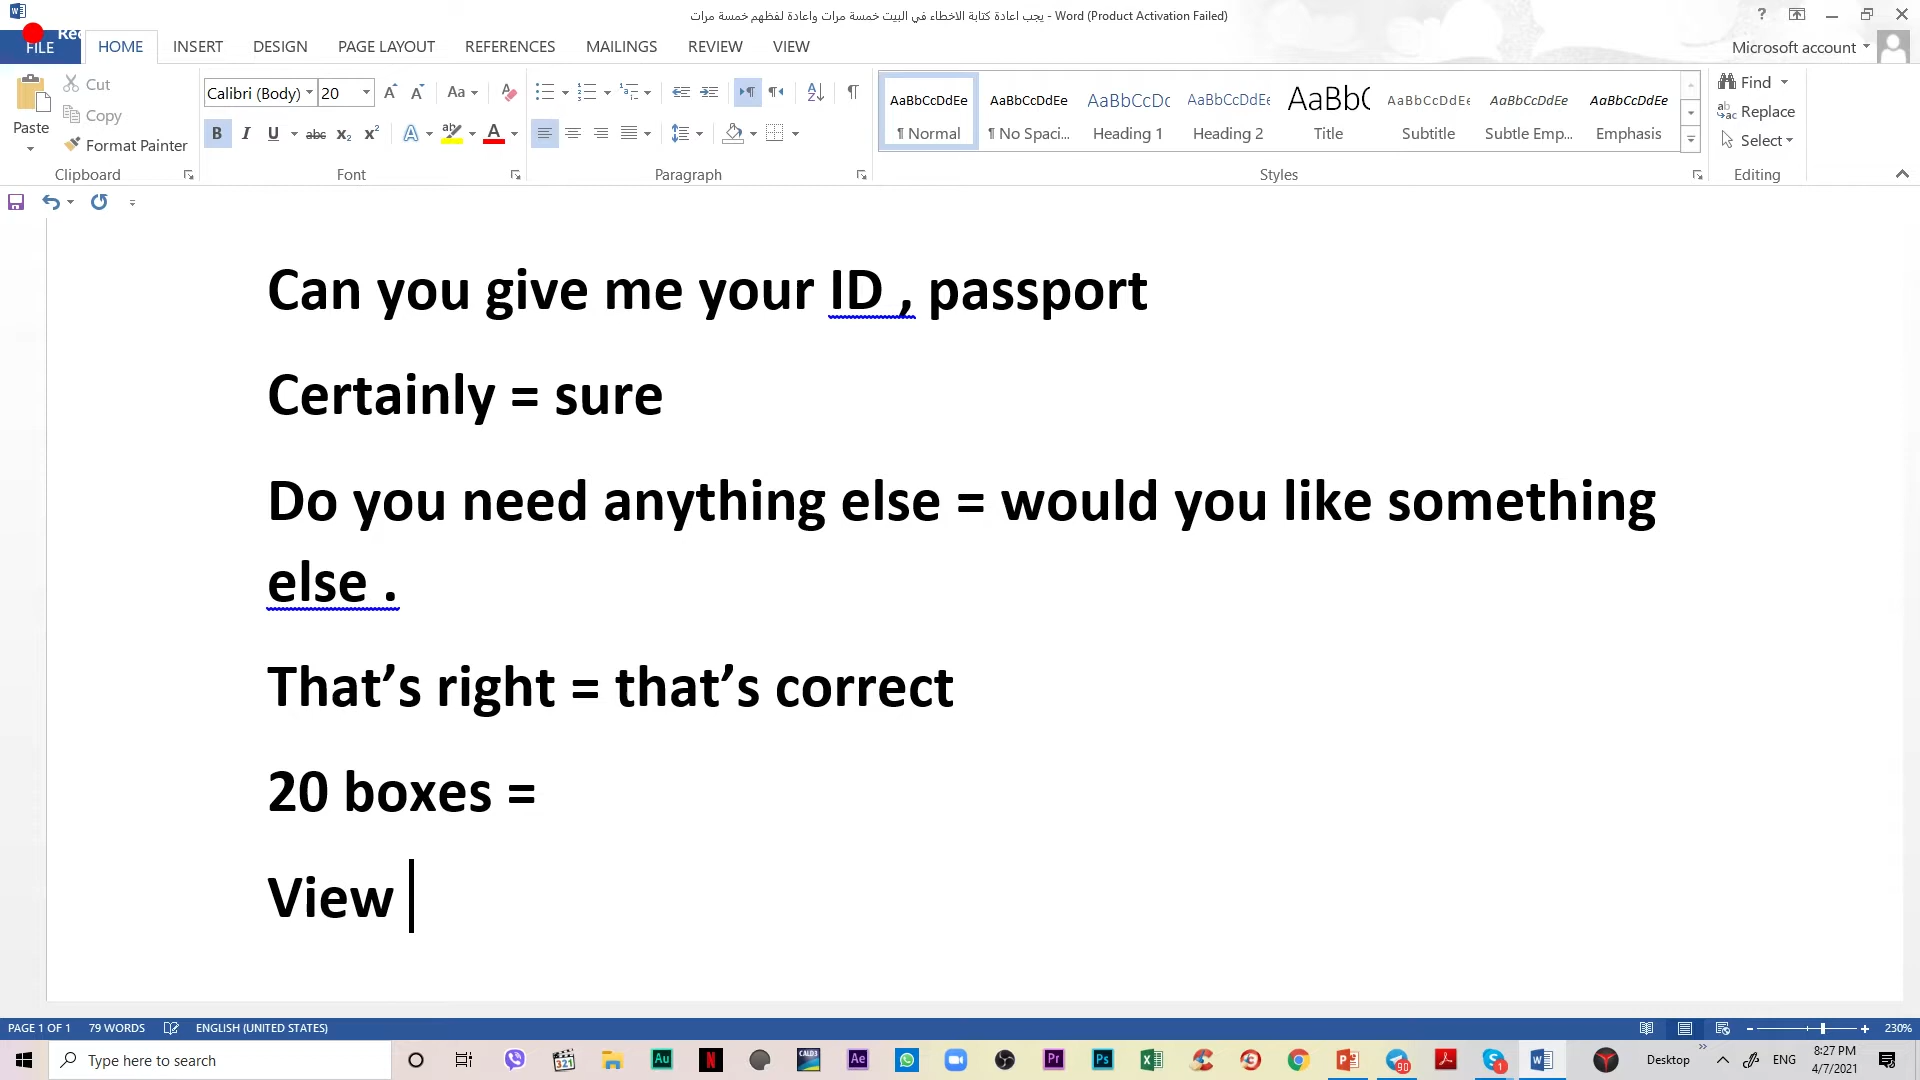 يجب اعادة كتابة الاخطاء في البيت خمسة مرات واعادة لفظهم خمسة مرات - Word (Product Activation Failed)
FILE HOME INSERT DESIGN PAGE LAYOUT REFERENCES MAILINGS REVIEW VIEW
Microsoft account
Paste
Cut
Copy
Format Painter
Calibri (Body) 20
AaBbCcDdEe AaBbCcDdEe AaBbCcDc AaBbCcDdEe AaBb( AaBbCcDdEe AaBbCcDdEe AaBbCcDdEe
¶ Normal ¶ No Spaci... Heading 1 Heading 2 Title Subtitle Subtle Emp... Emphasis
Find
Replace
Select
Clipboard Font Paragraph Styles Editing
Can you give me your ID , passport
Certainly = sure
Do you need anything else = would you like something
else .
That’s right = that’s correct
20 boxes =
View
PAGE 1 OF 1 79 WORDS ENGLISH (UNITED STATES) 230%
Type here to search
Desktop ENG 8:27 PM
4/7/2021